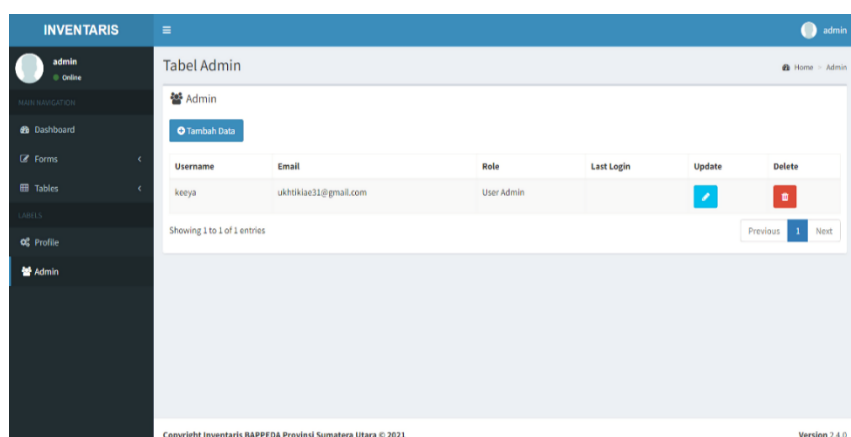 INVENTARIS
admin
admin
Online
MAIN NAVIGATION
Dashboard
Forms
Tables
LABELS
Profile
Admin
Tabel Admin
Home
Admin
Admin
Tambah Data
Username Email Role Last Login Update Delete
keeya ukhtikiae31@gmail.com User Admin
Showing 1 to 1 of 1 entries
Previous 1 Next
Copyright Inventaris BAPPEDA Provinsi Sumatera Utara © 2021
Version 2.4.0